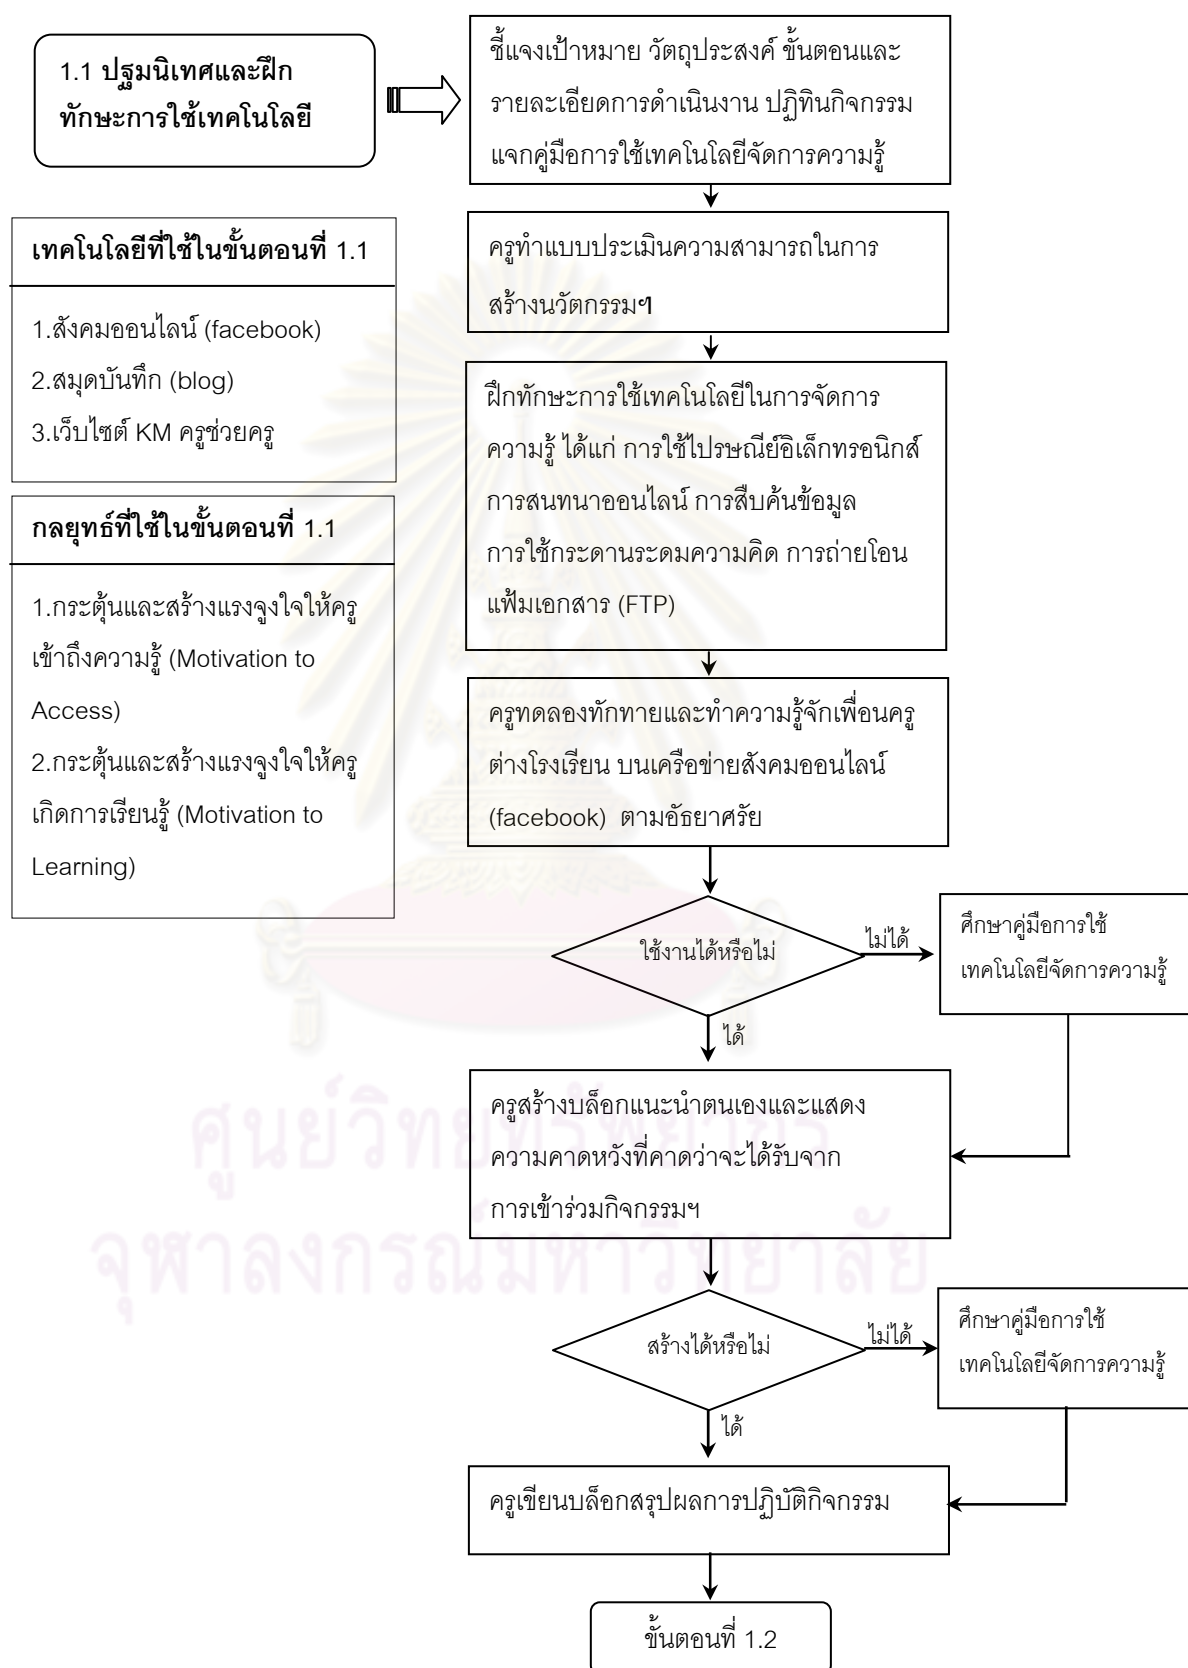 1.1 ปฐมนิเทศและฝึก
ทักษะการใช้เทคโนโลยี
ชี้แจงเป้าหมาย วัตถุประสงค์ ขั้นตอนและ
รายละเอียดการดำเนินงาน ปฏิทินกิจกรรม
แจกคู่มือการใช้เทคโนโลยีจัดการความรู้
เทคโนโลยีที่ใช้ในขั้นตอนที่ 1.1
1.สังคมออนไลน์ (facebook)
2.สมุดบันทึก (blog)
3.เว็บไซต์ KM ครูช่วยครู
กลยุทธ์ที่ใช้ในขั้นตอนที่ 1.1
1.กระตุ้นและสร้างแรงจูงใจให้ครู
เข้าถึงความรู้ (Motivation to
Access)
2.กระตุ้นและสร้างแรงจูงใจให้ครู
เกิดการเรียนรู้ (Motivation to
Learning)
ครูทำแบบประเมินความสามารถในการ
สร้างนวัตกรรมฯ1
ฝึกทักษะการใช้เทคโนโลยีในการจัดการ
ความรู้ ได้แก่ การใช้ไปรษณีย์อิเล็กทรอนิกส์
การสนทนาออนไลน์ การสืบค้นข้อมูล
การใช้กระดานระดมความคิด การถ่ายโอน
แฟ้มเอกสาร (FTP)
ครูทดลองทักทายและทำความรู้จักเพื่อนครู
ต่างโรงเรียน บนเครือข่ายสังคมออนไลน์
(facebook) ตามอัธยาศรัย
ใช้งานได้หรือไม่
ไม่ได้
ศึกษาคู่มือการใช้
เทคโนโลยีจัดการความรู้
ได้
ครูสร้างบล็อกแนะนำตนเองและแสดง
ความคาดหวังที่คาดว่าจะได้รับจาก
การเข้าร่วมกิจกรรมฯ
ศูนย์วิทยทรัพยากร
จุฬาลงกรณ์มหาวิทยาลัย
สร้างได้หรือไม่
ไม่ได้
ศึกษาคู่มือการใช้
เทคโนโลยีจัดการความรู้
ได้
ครูเขียนบล็อกสรุปผลการปฏิบัติกิจกรรม
ขั้นตอนที่ 1.2